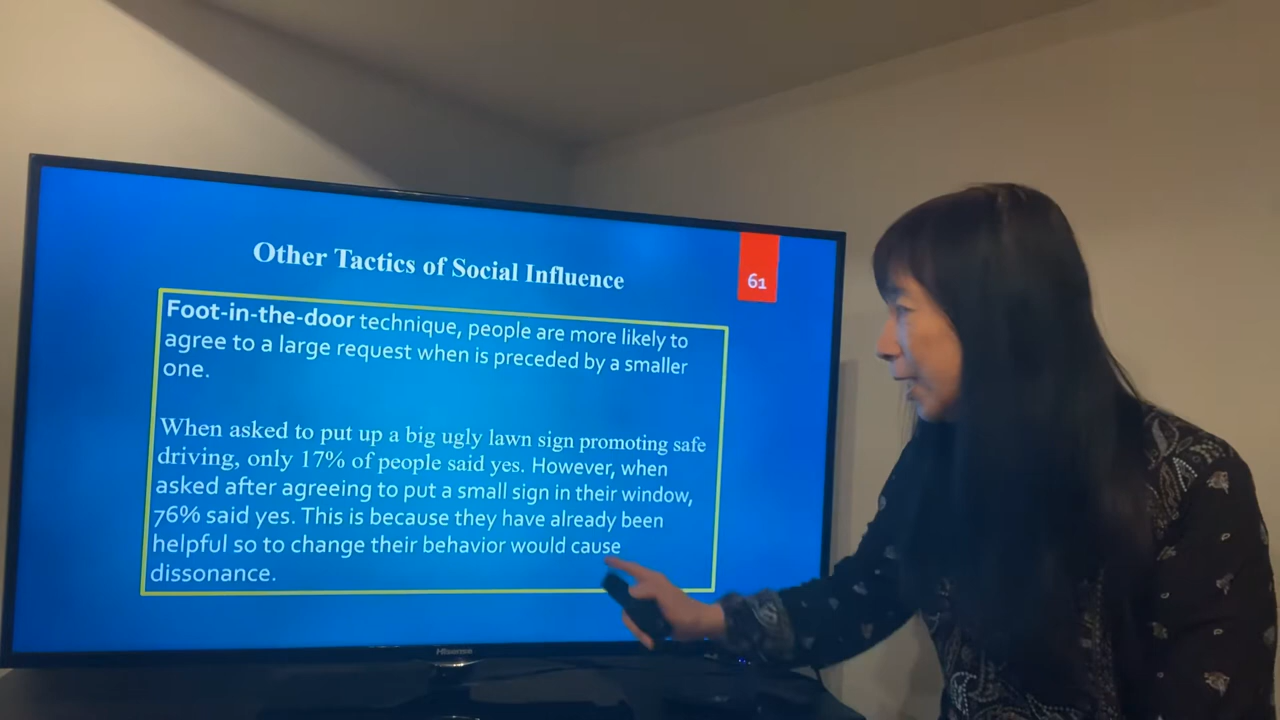 Other Tactics of Social Influence
61
Foot-in-the-door technique, people are more likely to
agree to a large request when is preceded by a smaller
one.
When asked to put up a big ugly lawn sign promoting safe
driving, only 17% of people said yes. However, when
asked after agreeing to put a small sign in their window,
76% said yes. This is because they have already been
helpful so to change their behavior would cause
dissonance.
Hisense